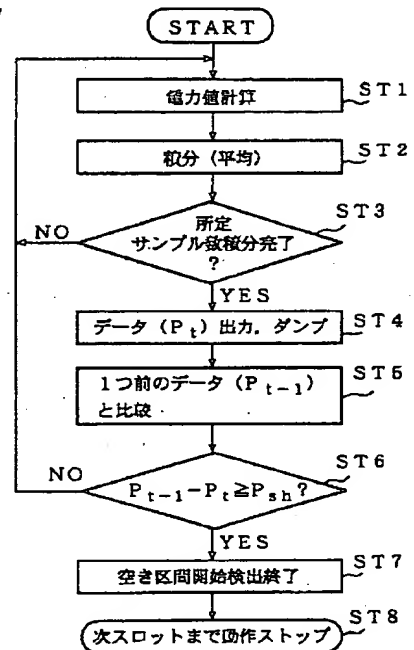 START
電力値計算
ST1
積分（平均）
ST2
所定
サンプル数積分完了
?
ST3
NO
YES
データ（Pt）出力，ダンプ
ST4
1つ前のデータ（Pt−1）
と比較
ST5
Pt−1−Pt≧Psh?
ST6
NO
YES
空き区間開始検出終了
ST7
次スロットまで動作ストップ
ST8